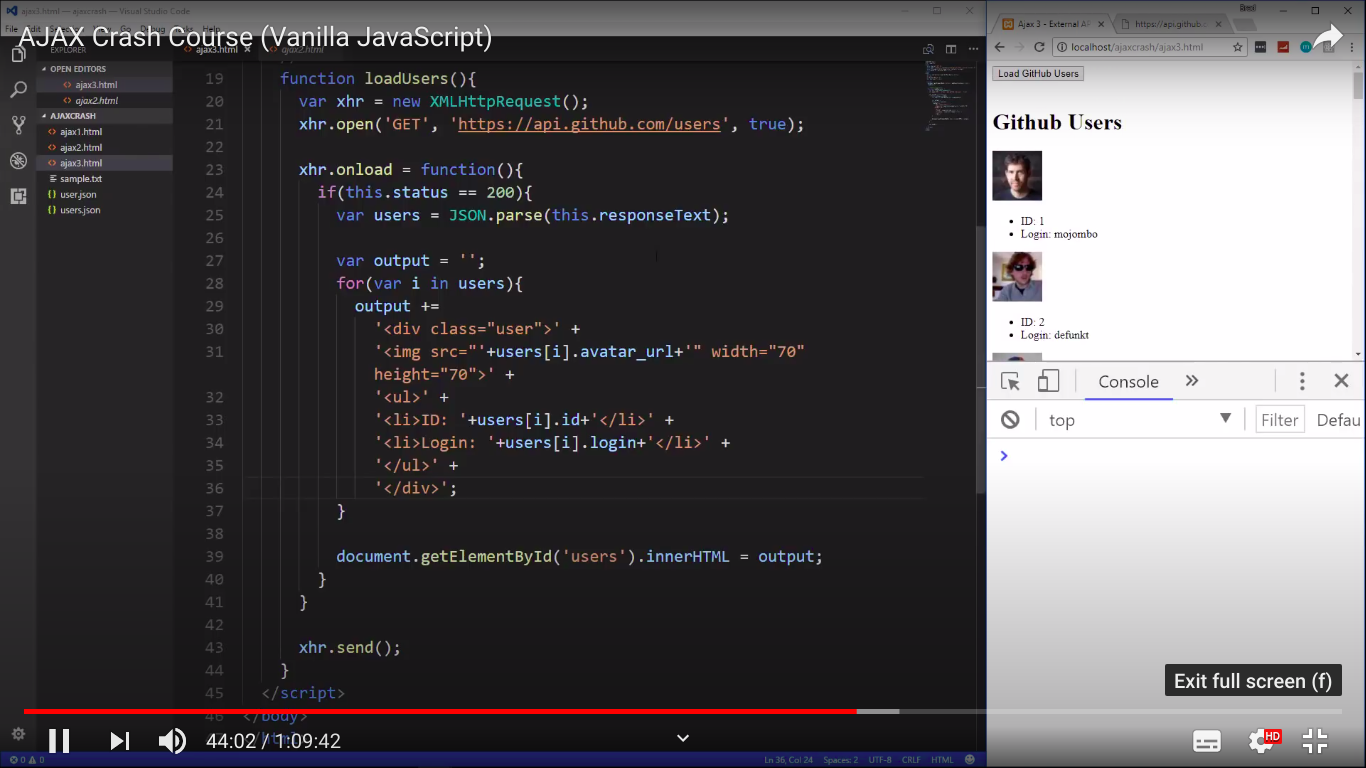 ajax3.html — ajaxcrash — Visual Studio Code
AJAX Crash Course (Vanilla JavaScript)
EXPLORER
OPEN EDITORS
ajax3.html
ajax2.html
AJAXCRASH
ajax1.html
ajax2.html
ajax3.html
sample.txt
user.json
users.json
ajax3.html
ajax2.html
19 function loadUsers(){
20 var xhr = new XMLHttpRequest();
21 xhr.open('GET', 'https://api.github.com/users', true);
22
23 xhr.onload = function(){
24 if(this.status == 200){
25 var users = JSON.parse(this.responseText);
26
27 var output = '';
28 for(var i in users){
29 output +=
30 '<div class="user">' +
31 '<img src="'+users[i].avatar_url+'" width="70"
height="70">' +
32 '<ul>' +
33 '<li>ID: '+users[i].id+'</li>' +
34 '<li>Login: '+users[i].login+'</li>' +
35 '</ul>' +
36 '</div>';
37 }
38
39 document.getElementById('users').innerHTML = output;
40 }
41 }
42
43 xhr.send();
44 }
45 </script>
46 </body>
44:02 / 1:09:42
Ln 36, Col 24 Spaces: 2 UTF-8 CRLF HTML
Ajax 3 - External AP
https://api.github.c
localhost/ajaxcrash/ajax3.html
Load GitHub Users
Github Users
ID: 1
Login: mojombo
ID: 2
Login: defunkt
Console
top
Filter
Defau
Exit full screen (f)
HD